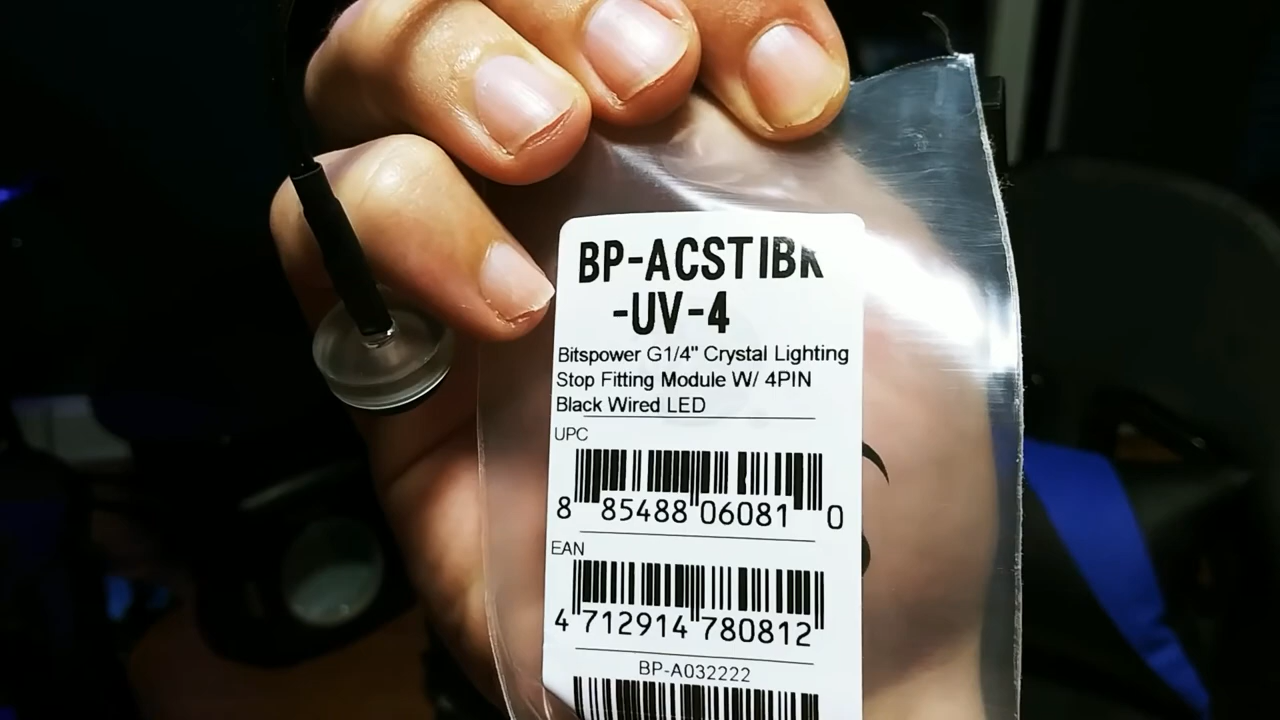 BP-ACSTIBK
-UV-4
Bitspower G1/4" Crystal Lighting
Stop Fitting Module W/ 4PIN
Black Wired LED
UPC
8 85488 06081 0
EAN
4 712914 780812
BP-A032222